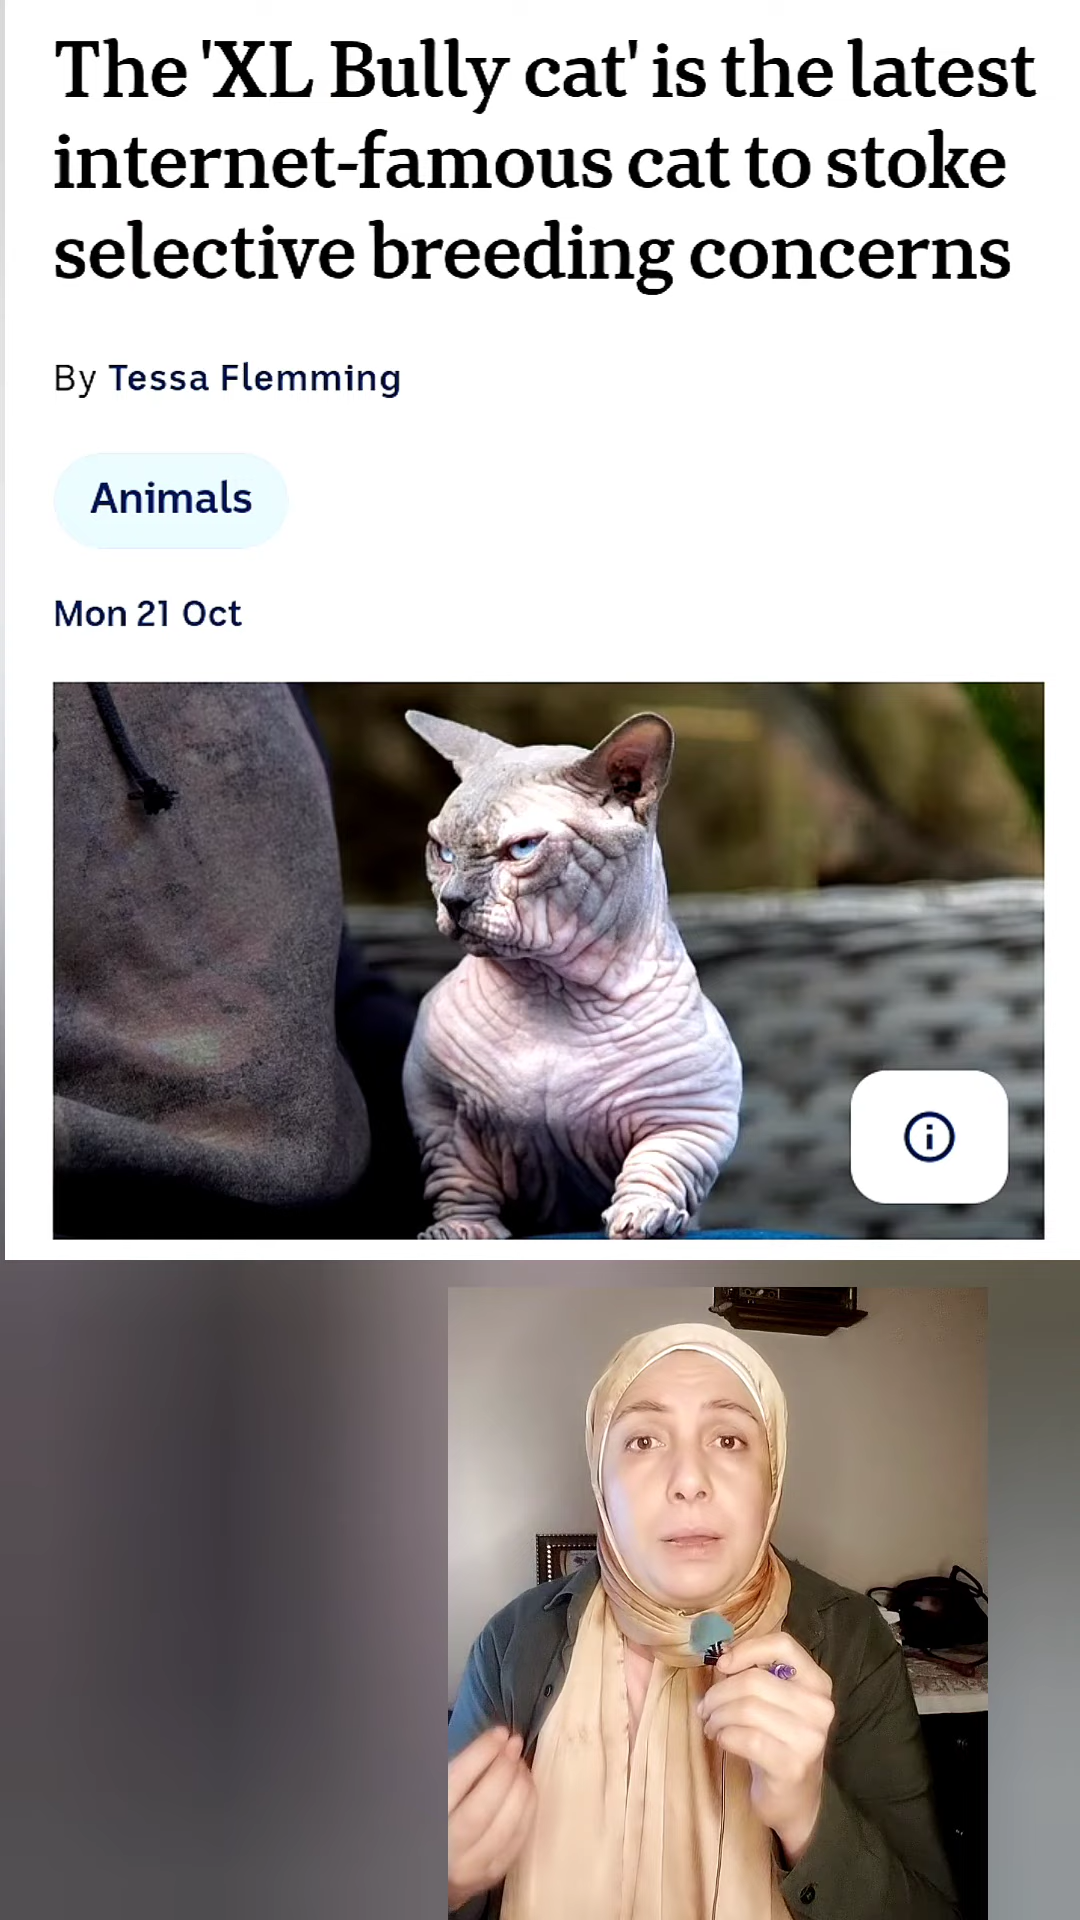 The 'XL Bully cat' is the latest
internet-famous cat to stoke
selective breeding concerns
By Tessa Flemming
Animals
Mon 21 Oct